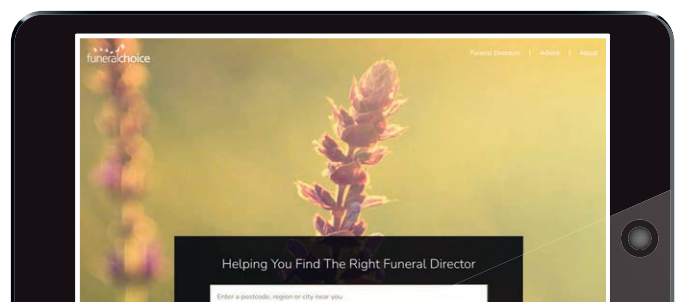 funeralchoice
Funeral Directors | Advice | About
Helping You Find The Right Funeral Director
Enter a postcode, region or city near you